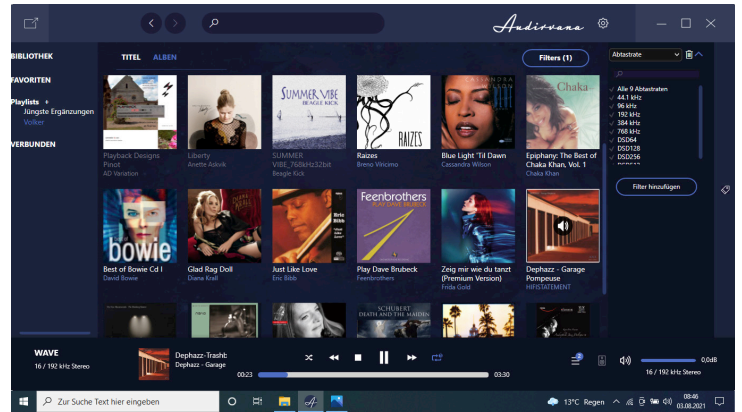 Audirvana
BIBLIOTHEK
TITEL ALBEN
Filters (1)
Abtastrate
FAVORITEN
Playlists +
Jüngste Ergänzungen
Volker
VERBUNDEN
SUMMER VIBE
BEAGLE KICK
RAIZES
CASSANDRA
WILSON
Chaka
Alle 9 Abtastraten
44.1 kHz
96 kHz
192 kHz
384 kHz
768 kHz
DSD64
DSD128
DSD256
DSD512
Filter hinzufügen
Playback Designs
Pinot
AD Variation
Liberty
Anette Askvik
SUMMER
VIBE_768kHz32bit
Beagle Kick
Raizes
Breno Viricimo
Blue Light 'Til Dawn
Cassandra Wilson
Epiphany: The Best of
Chaka Khan, Vol. 1
Chaka Khan
bowie
Eric
Bibb
Feenbrothers
PLAY DAVE BRUBECK
Best of Bowie Cd I
David Bowie
Glad Rag Doll
Diana Krall
Just Like Love
Eric Bibb
Play Dave Brubeck
Feenbrothers
Zeig mir wie du tanzt
(Premium Version)
Frida Gold
Dephazz - Garage
Pompeuse
HIFISTATEMENT
SCHUBERT
DEATH AND THE MAIDEN
WAVE
16 / 192 kHz Stereo
Dephazz-Trashb
Dephazz - Garage
00:23
03:30
2
0,0dB
16 / 192 kHz Stereo
Zur Suche Text hier eingeben
13°C Regen
08:46
03.08.2021